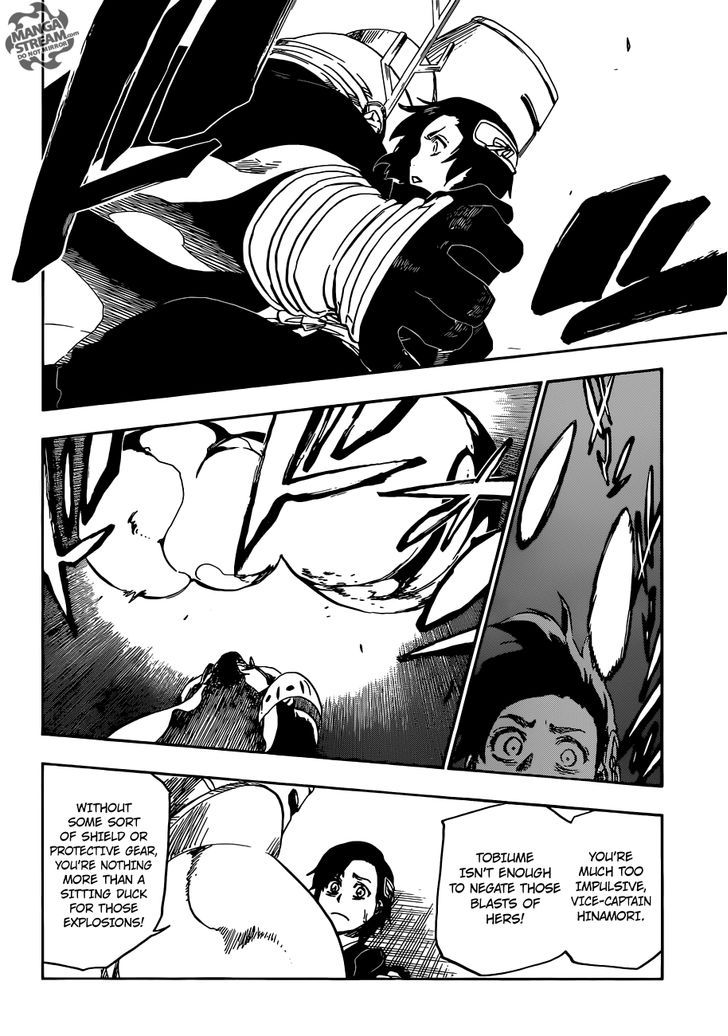 MANGA
STREAM.COM
DO NOT MIRROR
YOU'RE
MUCH TOO
IMPULSIVE,
VICE-CAPTAIN
HINAMORI.
TOBIUME
ISN'T ENOUGH
TO NEGATE THOSE
BLASTS OF
HERS!
WITHOUT
SOME SORT
OF SHIELD OR
PROTECTIVE GEAR,
YOU'RE NOTHING
MORE THAN A
SITTING DUCK
FOR THOSE
EXPLOSIONS!